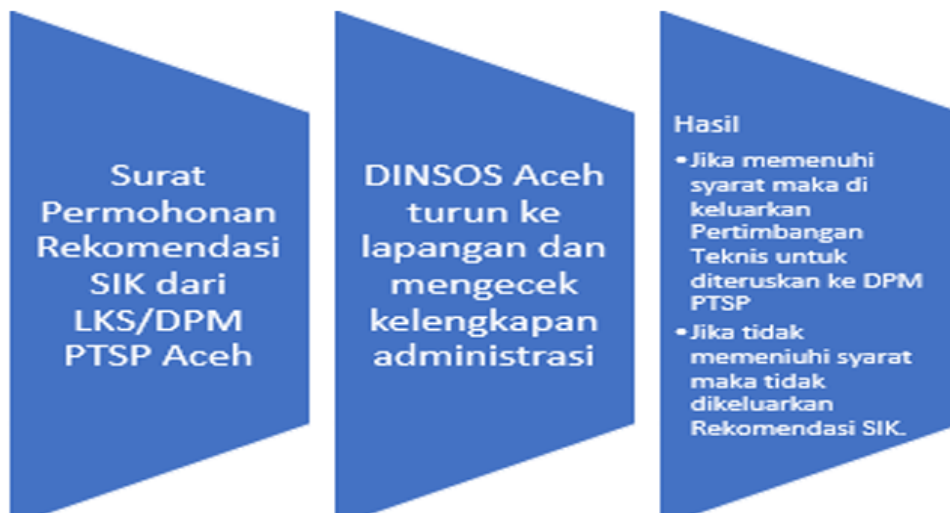 Surat
Permohonan
Rekomendasi
SIK dari
LKS/DPM
PTSP Aceh
DINSOS Aceh
turun ke
lapangan dan
mengecek
kelengkapan
administrasi
Hasil
•Jika memenuhi
syarat maka di
keluarkan
Pertimbangan
Teknis untuk
diteruskan ke DPM
PTSP
•Jika tidak
memeniuhi syarat
maka tidak
dikeluarkan
Rekomendasi SIK.